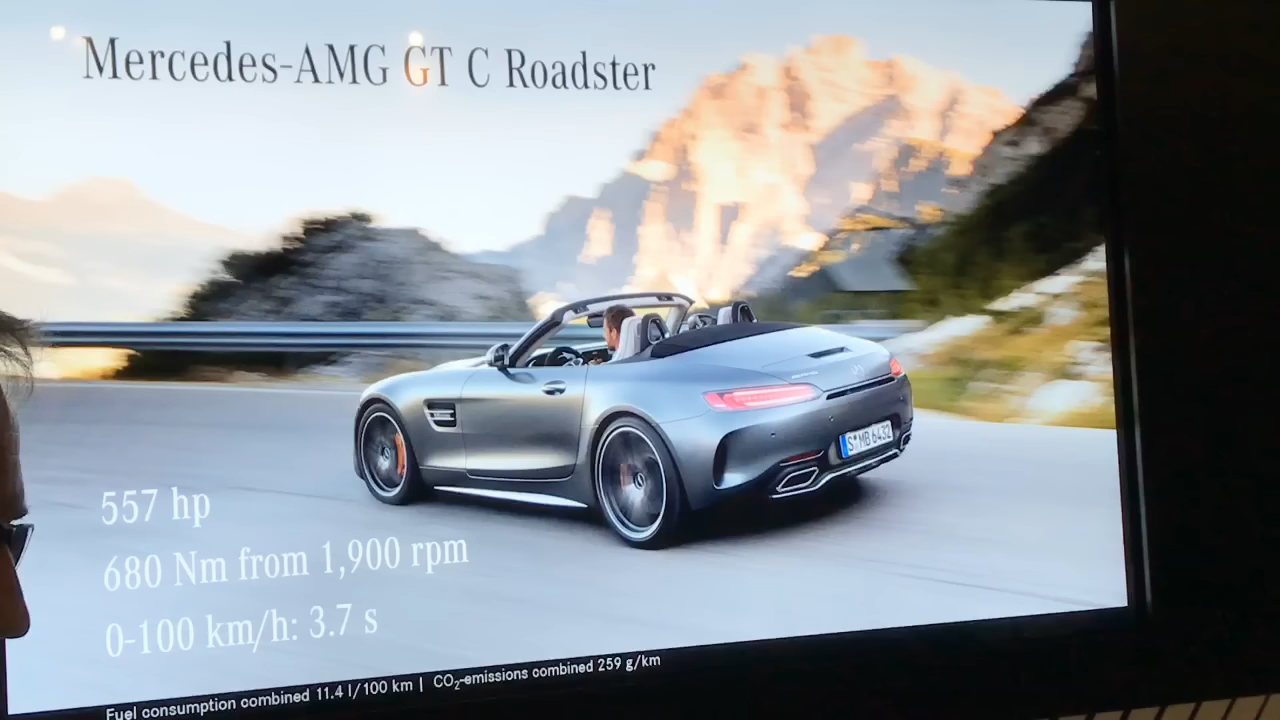 Mercedes-AMG GT C Roadster
S MB 6432
557 hp
680 Nm from 1,900 rpm
0-100 km/h: 3.7 s
Fuel consumption combined 11.4 l/100 km | CO₂-emissions combined 259 g/km